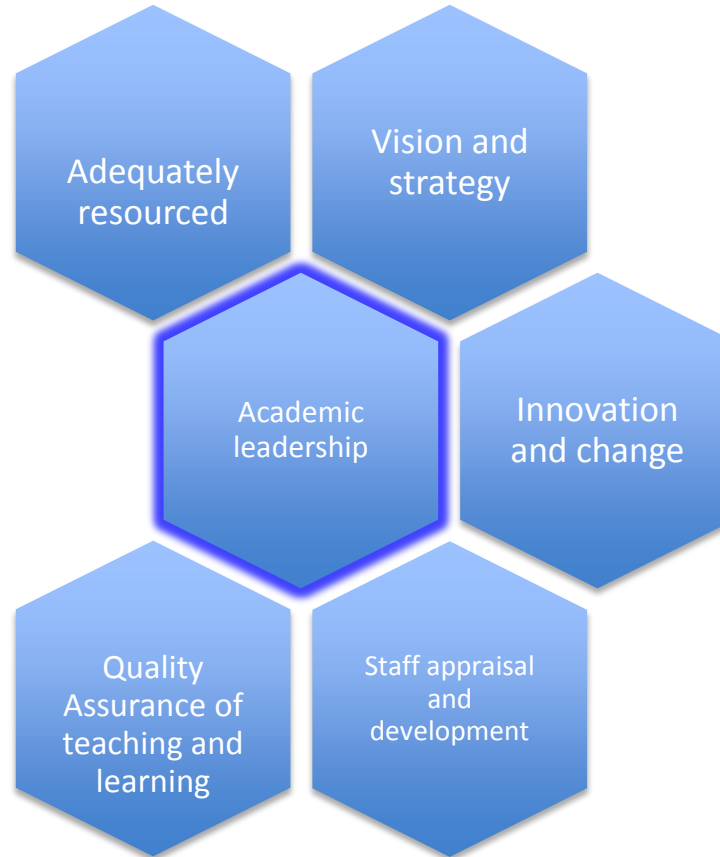 Adequately
resourced
Vision and
strategy
Academic
leadership
Innovation
and change
Quality
Assurance of
teaching and
learning
Staff appraisal
and
development